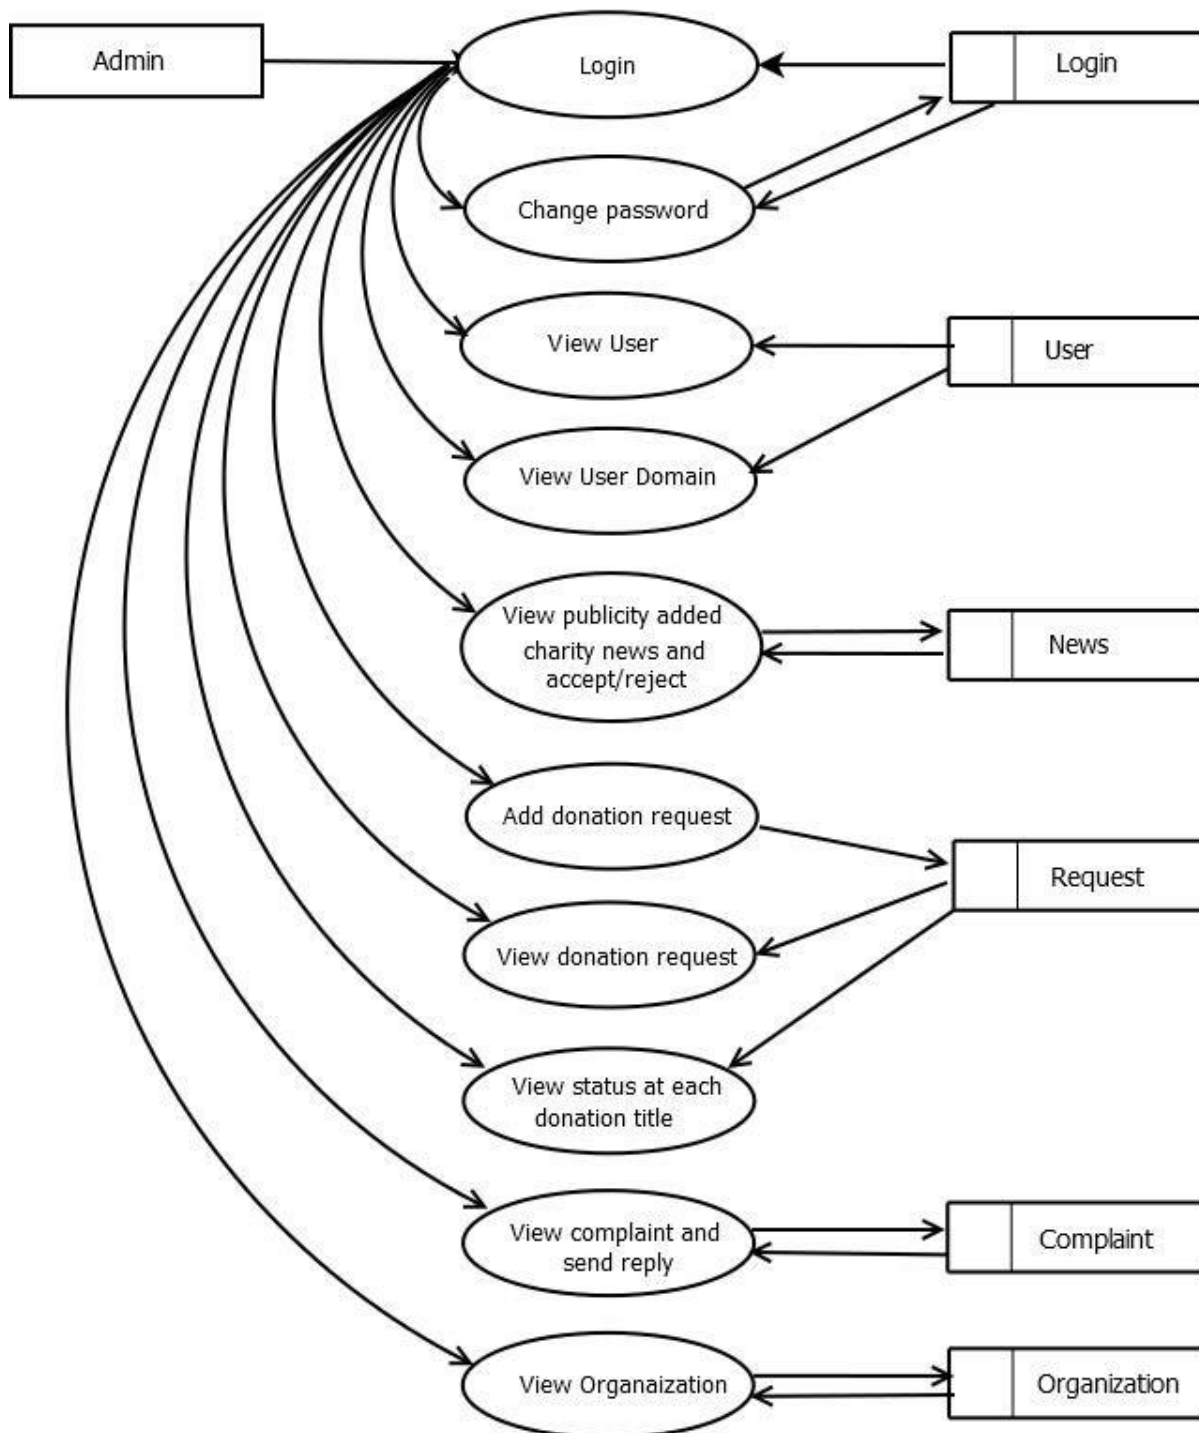 Admin
Login
Login
Change password
View User
User
View User Domain
View publicity added
charity news and
accept/reject
News
Add donation request
Request
View donation request
View status at each
donation title
View complaint and
send reply
Complaint
View Organaization
Organization